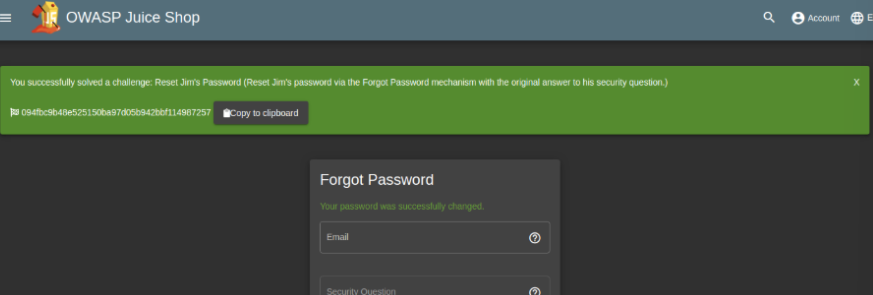 OWASP Juice Shop
Account
E
You successfully solved a challenge: Reset Jim's Password (Reset Jim's password via the Forgot Password mechanism with the original answer to his security question.)
X
094fbc9b48e525150ba97d05b942bbf114987257
Copy to clipboard
Forgot Password
Your password was successfully changed.
Email
Security Question